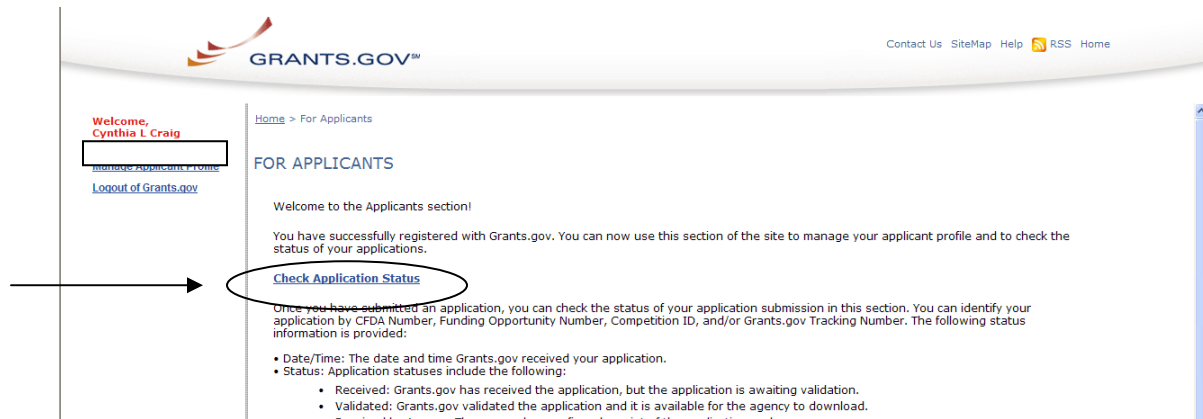 GRANTS.GOV℠
Contact Us SiteMap Help RSS Home
Welcome,
Cynthia L Craig
Manage Applicant Profile
Logout of Grants.gov
Home > For Applicants
FOR APPLICANTS
Welcome to the Applicants section!
You have successfully registered with Grants.gov. You can now use this section of the site to manage your applicant profile and to check the
status of your applications.
Check Application Status
Once you have submitted an application, you can check the status of your application submission in this section. You can identify your
application by CFDA Number, Funding Opportunity Number, Competition ID, and/or Grants.gov Tracking Number. The following status
information is provided:
• Date/Time: The date and time Grants.gov received your application.
• Status: Application statuses include the following:
• Received: Grants.gov has received the application, but the application is awaiting validation.
• Validated: Grants.gov validated the application and it is available for the agency to download.